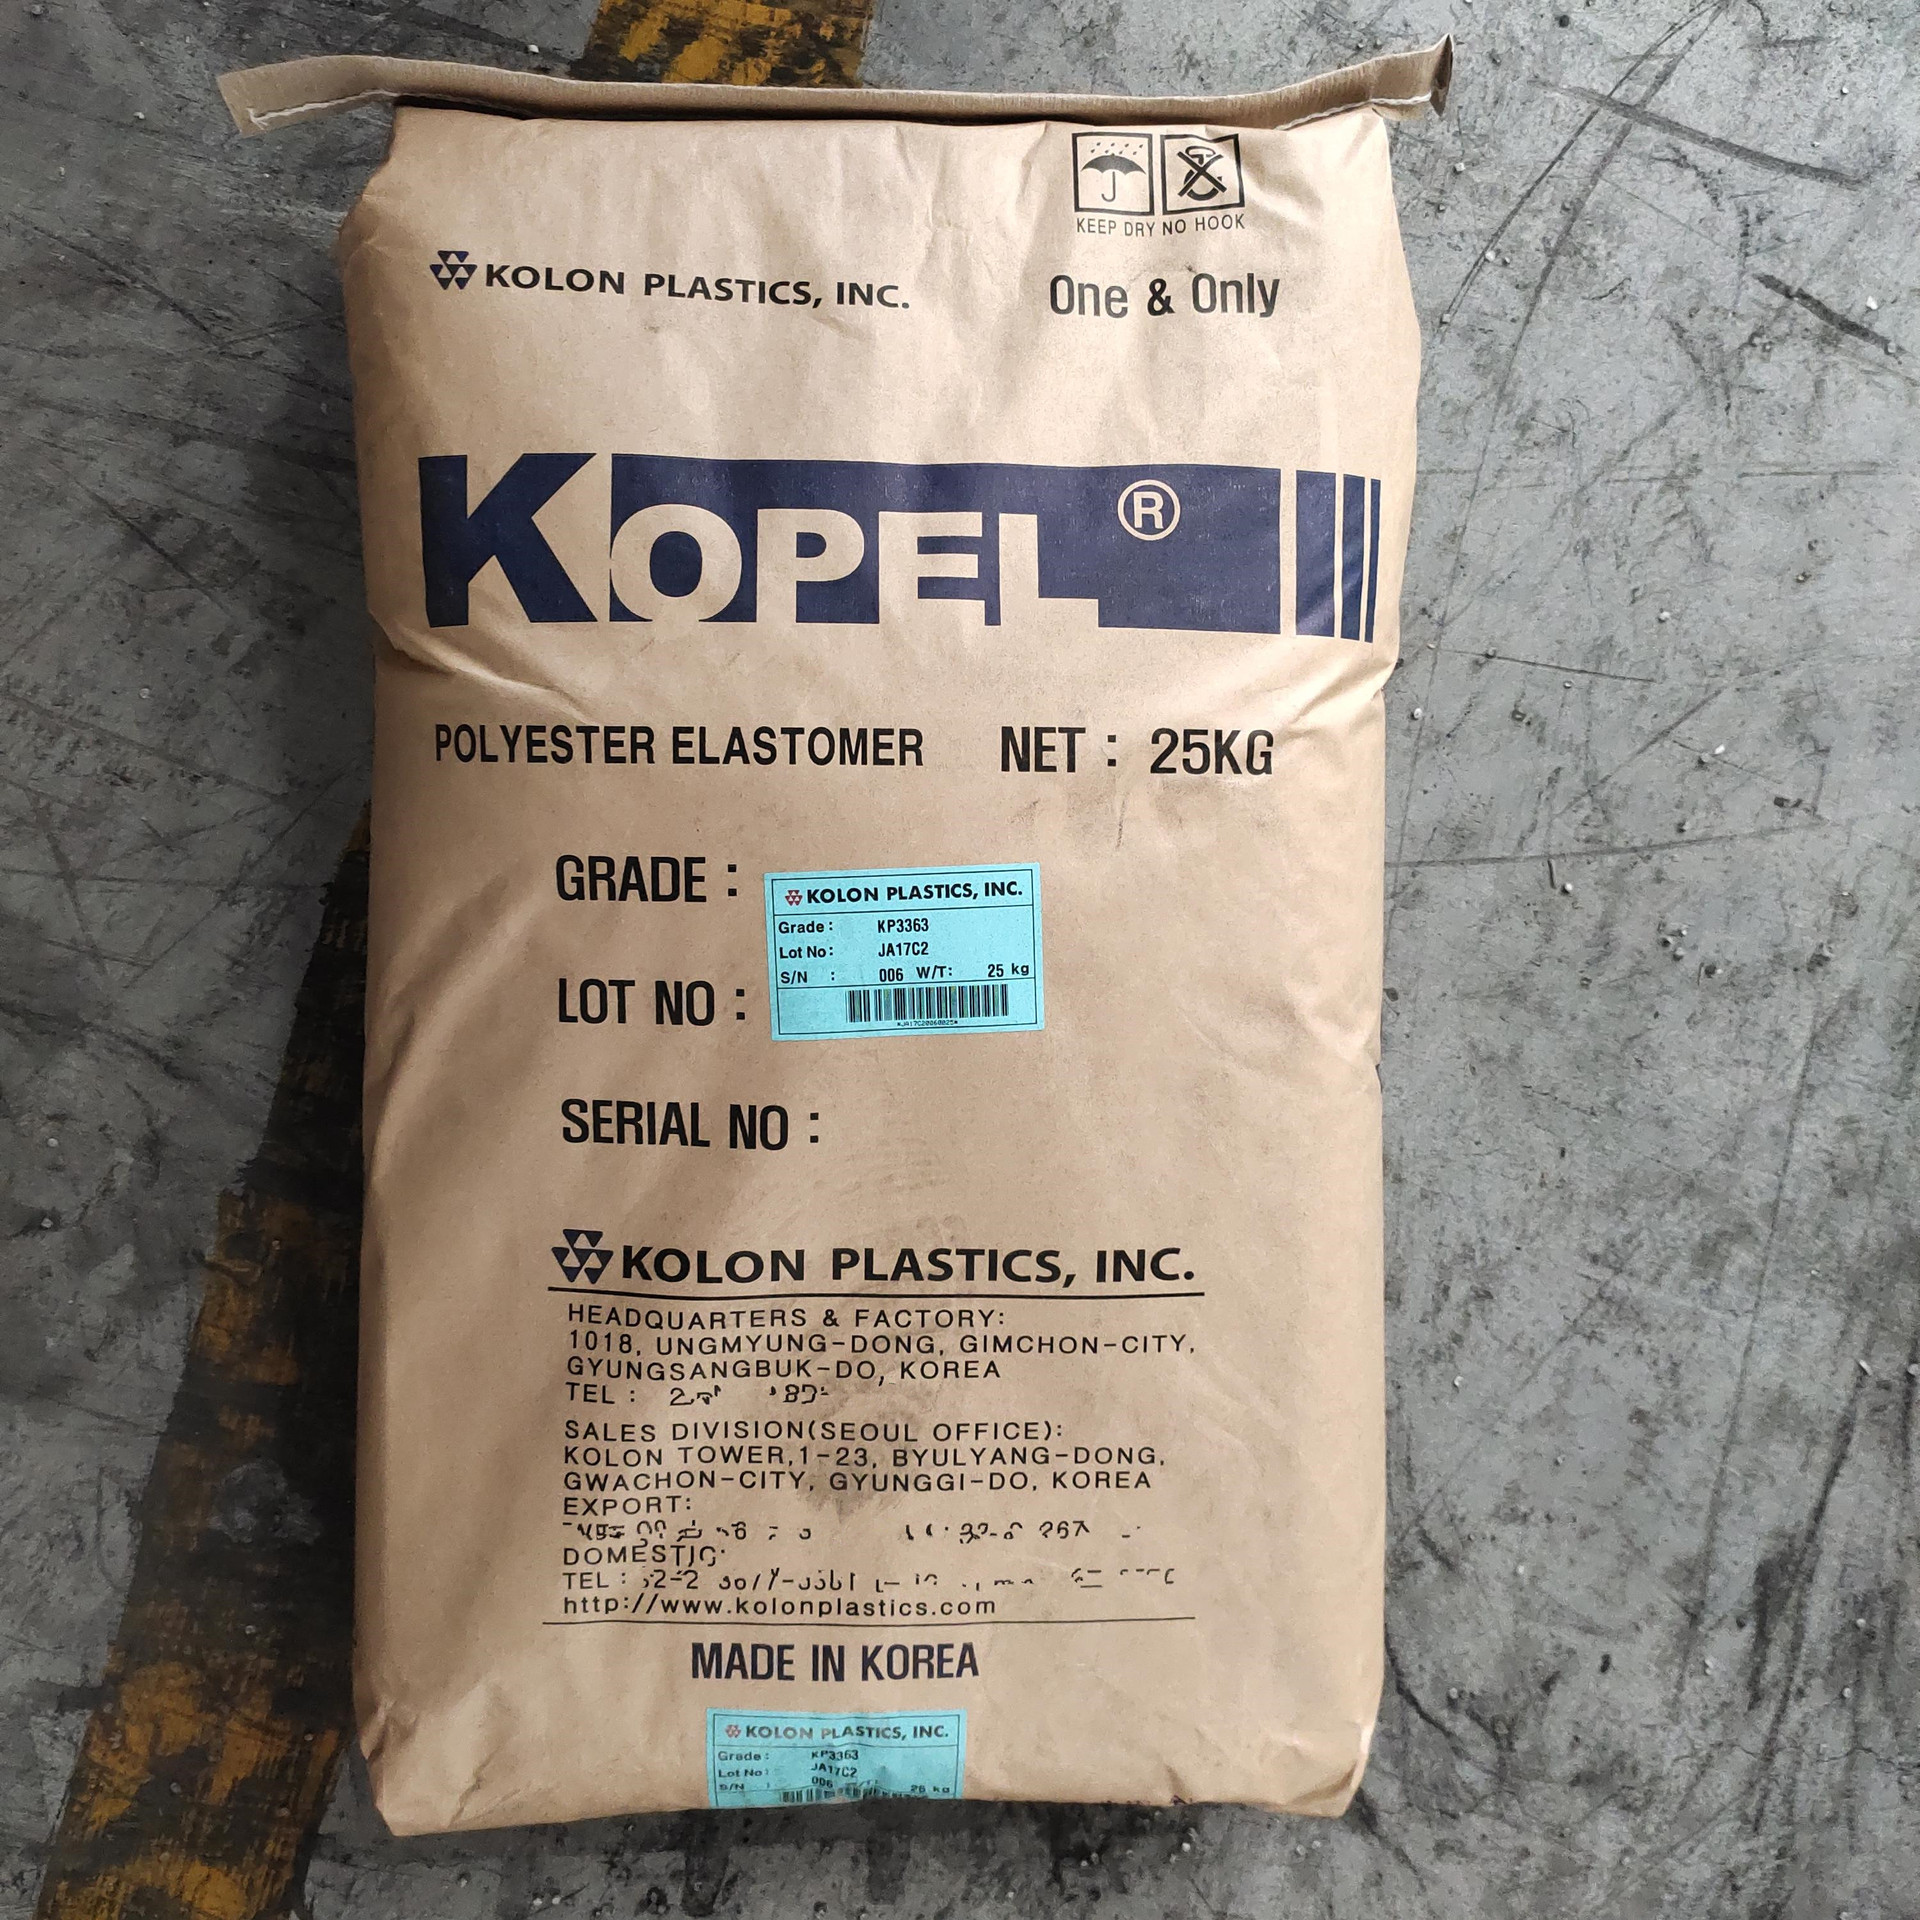 KEEP DRY NO HOOK
KOLON PLASTICS, INC. One & Only
KOPEL®
POLYESTER ELASTOMER NET : 25KG
GRADE :
KOLON PLASTICS, INC.
Grade : KP3363
Lot No : JA17C2
S/N : 006 W/T: 25 kg
*JA17C20060025*
LOT NO :
SERIAL NO :
KOLON PLASTICS, INC.
HEADQUARTERS & FACTORY:
1018, UNGMYUNG-DONG, GIMCHON-CITY,
GYUNGSANGBUK-DO, KOREA
TEL :
SALES DIVISION(SEOUL OFFICE):
KOLON TOWER,1-23, BYULYANG-DONG,
GWACHON-CITY, GYUNGGI-DO, KOREA
EXPORT:
DOMESTIC:
TEL :
http://www.kolonplastics.com
MADE IN KOREA
KOLON PLASTICS, INC.
Grade : KP3363
Lot No : JA17C2
S/N : 006 25 kg